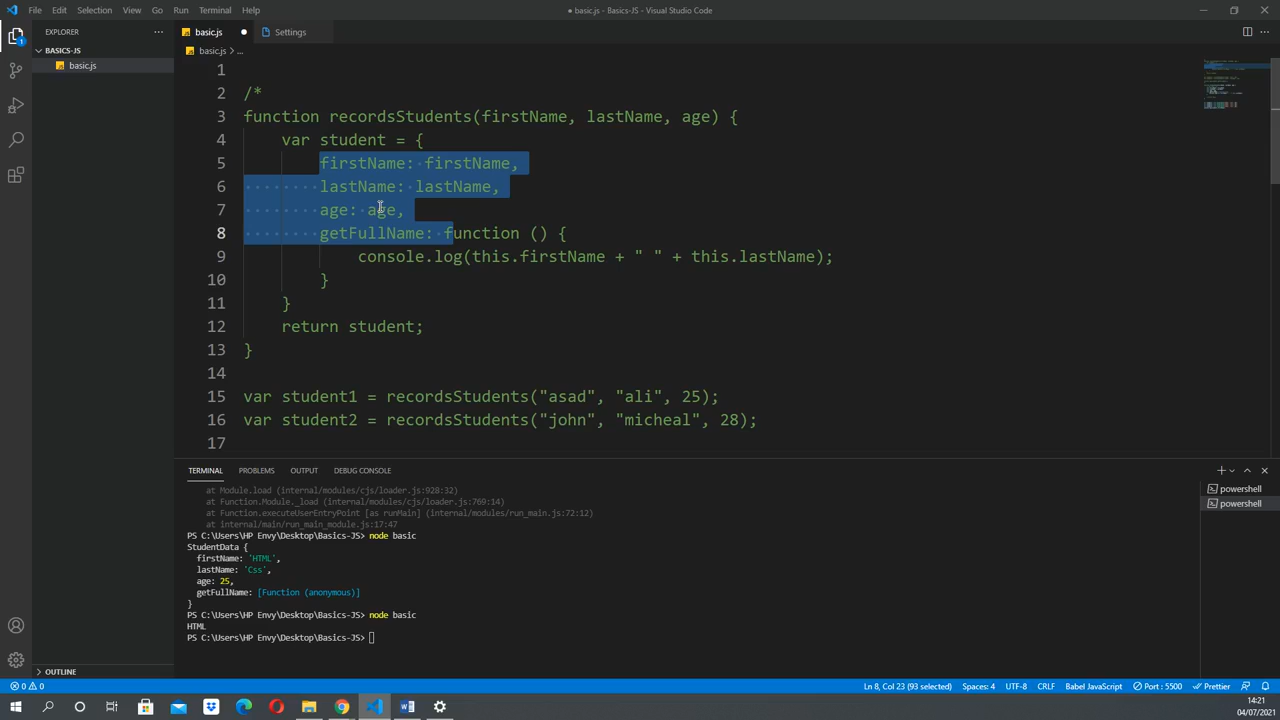 File Edit Selection View Go Run Terminal Help
● basic.js - Basics-JS - Visual Studio Code
EXPLORER
basic.js
Settings
BASICS-JS
basic.js > ...
basic.js
1
2 /*
3 function recordsStudents(firstName, lastName, age) {
4 var student = {
5 firstName: firstName,
6 lastName: lastName,
7 age: age,
8 getFullName: function () {
9 console.log(this.firstName + " " + this.lastName);
10 }
11 }
12 return student;
13 }
14
15 var student1 = recordsStudents("asad", "ali", 25);
16 var student2 = recordsStudents("john", "micheal", 28);
17
TERMINAL PROBLEMS OUTPUT DEBUG CONSOLE
at Module.load (internal/modules/cjs/loader.js:928:32)
at Function.Module._load (internal/modules/cjs/loader.js:769:14)
at Function.executeUserEntryPoint [as runMain] (internal/modules/run_main.js:72:12)
at internal/main/run_main_module.js:17:47
PS C:\Users\HP Envy\Desktop\Basics-JS> node basic
StudentData {
firstName: 'HTML',
lastName: 'Css',
age: 25,
getFullName: [Function (anonymous)]
}
PS C:\Users\HP Envy\Desktop\Basics-JS> node basic
HTML
PS C:\Users\HP Envy\Desktop\Basics-JS>
powershell
powershell
OUTLINE
0 0
Ln 8, Col 23 (93 selected) Spaces: 4 UTF-8 CRLF Babel JavaScript Port : 5500 Prettier
14:21
04/07/2021